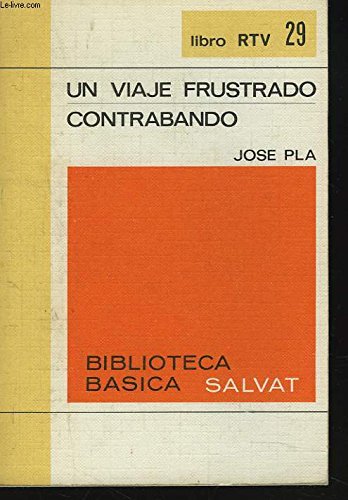 Le-livre.com
libro RTV 29
UN VIAJE FRUSTRADO
CONTRABANDO
JOSE PLA
BIBLIOTECA
BASICA SALVAT